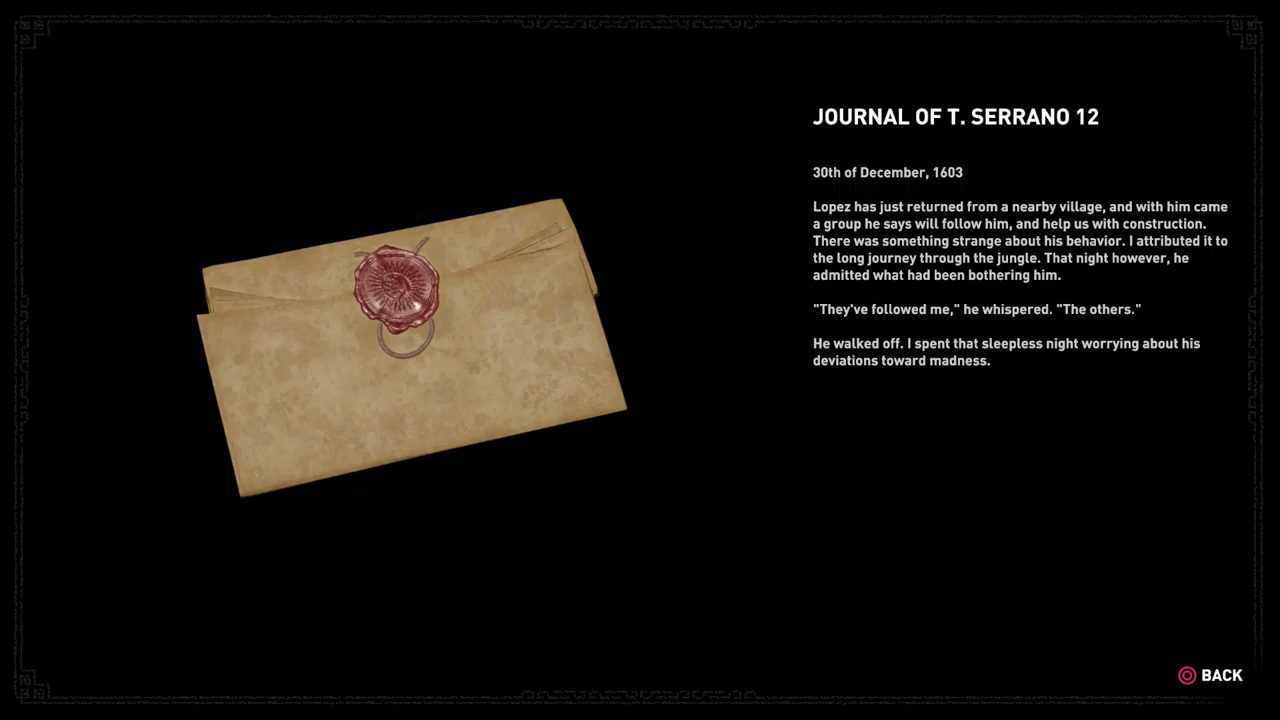 JOURNAL OF T. SERRANO 12
30th of December, 1603
Lopez has just returned from a nearby village, and with him came
a group he says will follow him, and help us with construction.
There was something strange about his behavior. I attributed it to
the long journey through the jungle. That night however, he
admitted what had been bothering him.
"They've followed me," he whispered. "The others."
He walked off. I spent that sleepless night worrying about his
deviations toward madness.
BACK